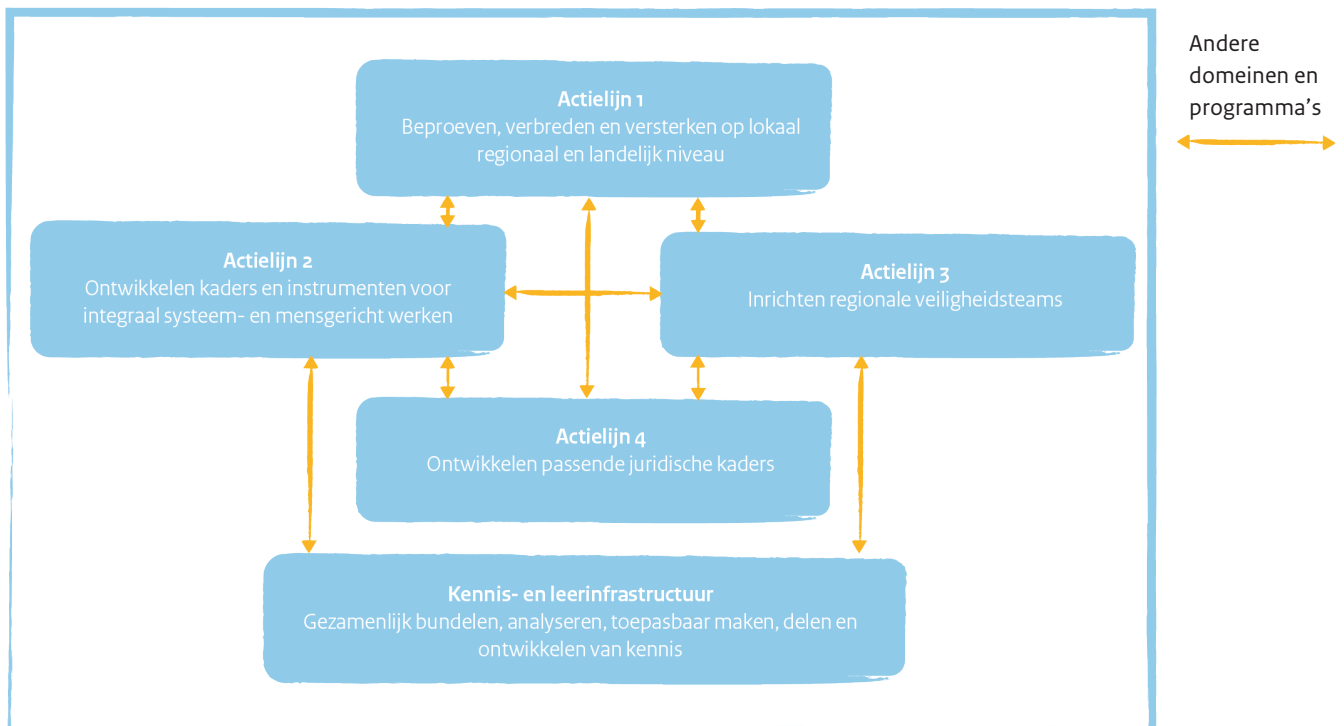 Andere
domeinen en
programma's
Actielijn 1
Beproeven, verbreden en versterken op lokaal
regionaal en landelijk niveau
Actielijn 2
Ontwikkelen kaders en instrumenten voor
integraal systeem- en mensgericht werken
Actielijn 3
Inrichten regionale veiligheidsteams
Actielijn 4
Ontwikkelen passende juridische kaders
Kennis- en leerinfrastructuur
Gezamenlijk bundelen, analyseren, toepasbaar maken, delen en
ontwikkelen van kennis